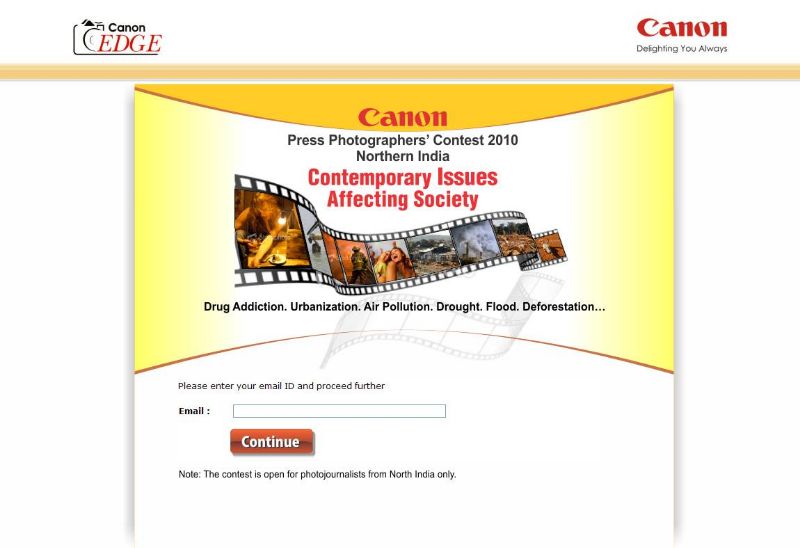 Canon
EDGE
Canon
Delighting You Always
Canon
Press Photographers' Contest 2010
Northern India
Contemporary Issues
Affecting Society
Drug Addiction. Urbanization. Air Pollution. Drought. Flood. Deforestation...
Please enter your email ID and proceed further
Email :
Continue
Note: The contest is open for photojournalists from North India only.